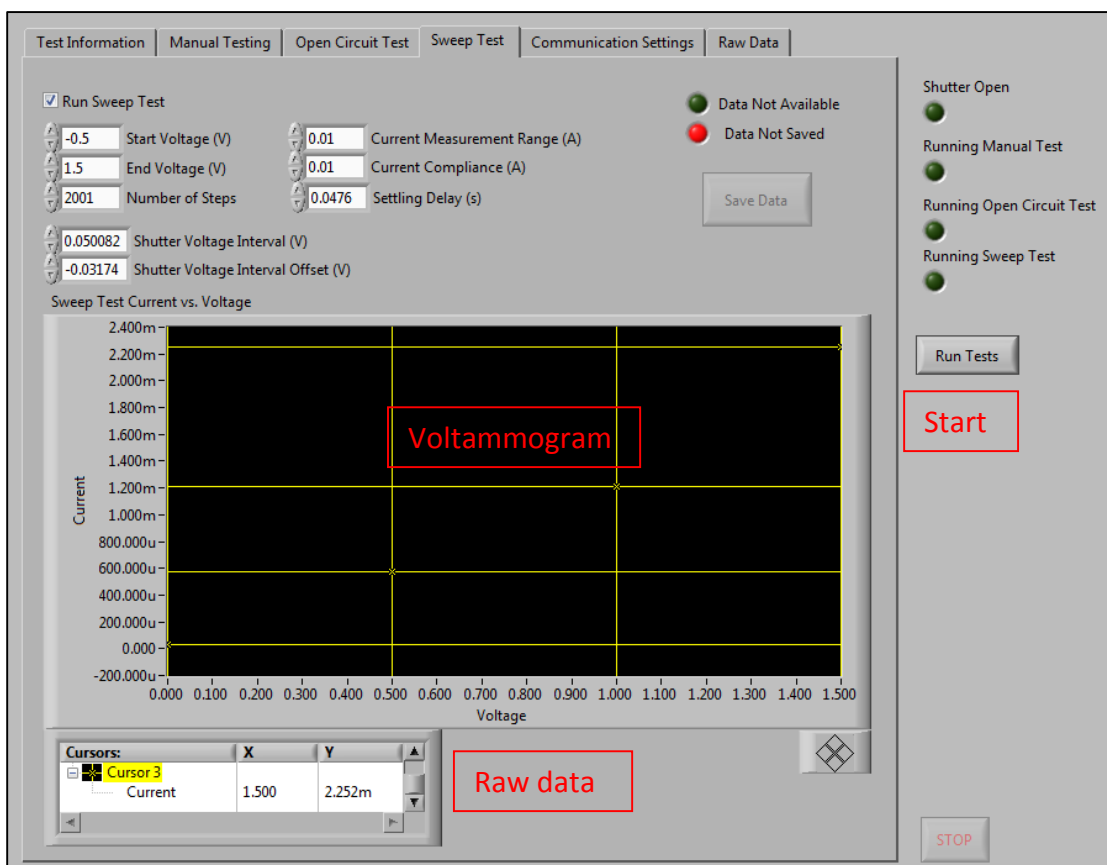 Test Information Manual Testing Open Circuit Test Sweep Test Communication Settings Raw Data
Run Sweep Test
-0.5 Start Voltage (V) 0.01 Current Measurement Range (A)
1.5 End Voltage (V) 0.01 Current Compliance (A)
2001 Number of Steps 0.0476 Settling Delay (s)
0.050082 Shutter Voltage Interval (V)
-0.03174 Shutter Voltage Interval Offset (V)
Data Not Available
Data Not Saved
Save Data
Shutter Open
Running Manual Test
Running Open Circuit Test
Running Sweep Test
Run Tests
Start
Sweep Test Current vs. Voltage
2.400m
2.200m
2.000m
1.800m
1.600m
1.400m
1.200m
1.000m
800.000u
600.000u
400.000u
200.000u
0.000
-200.000u
Current
Voltammogram
0.000 0.100 0.200 0.300 0.400 0.500 0.600 0.700 0.800 0.900 1.000 1.100 1.200 1.300 1.400 1.500
Voltage
Cursors: X Y
Cursor 3
Current 1.500 2.252m
Raw data
STOP